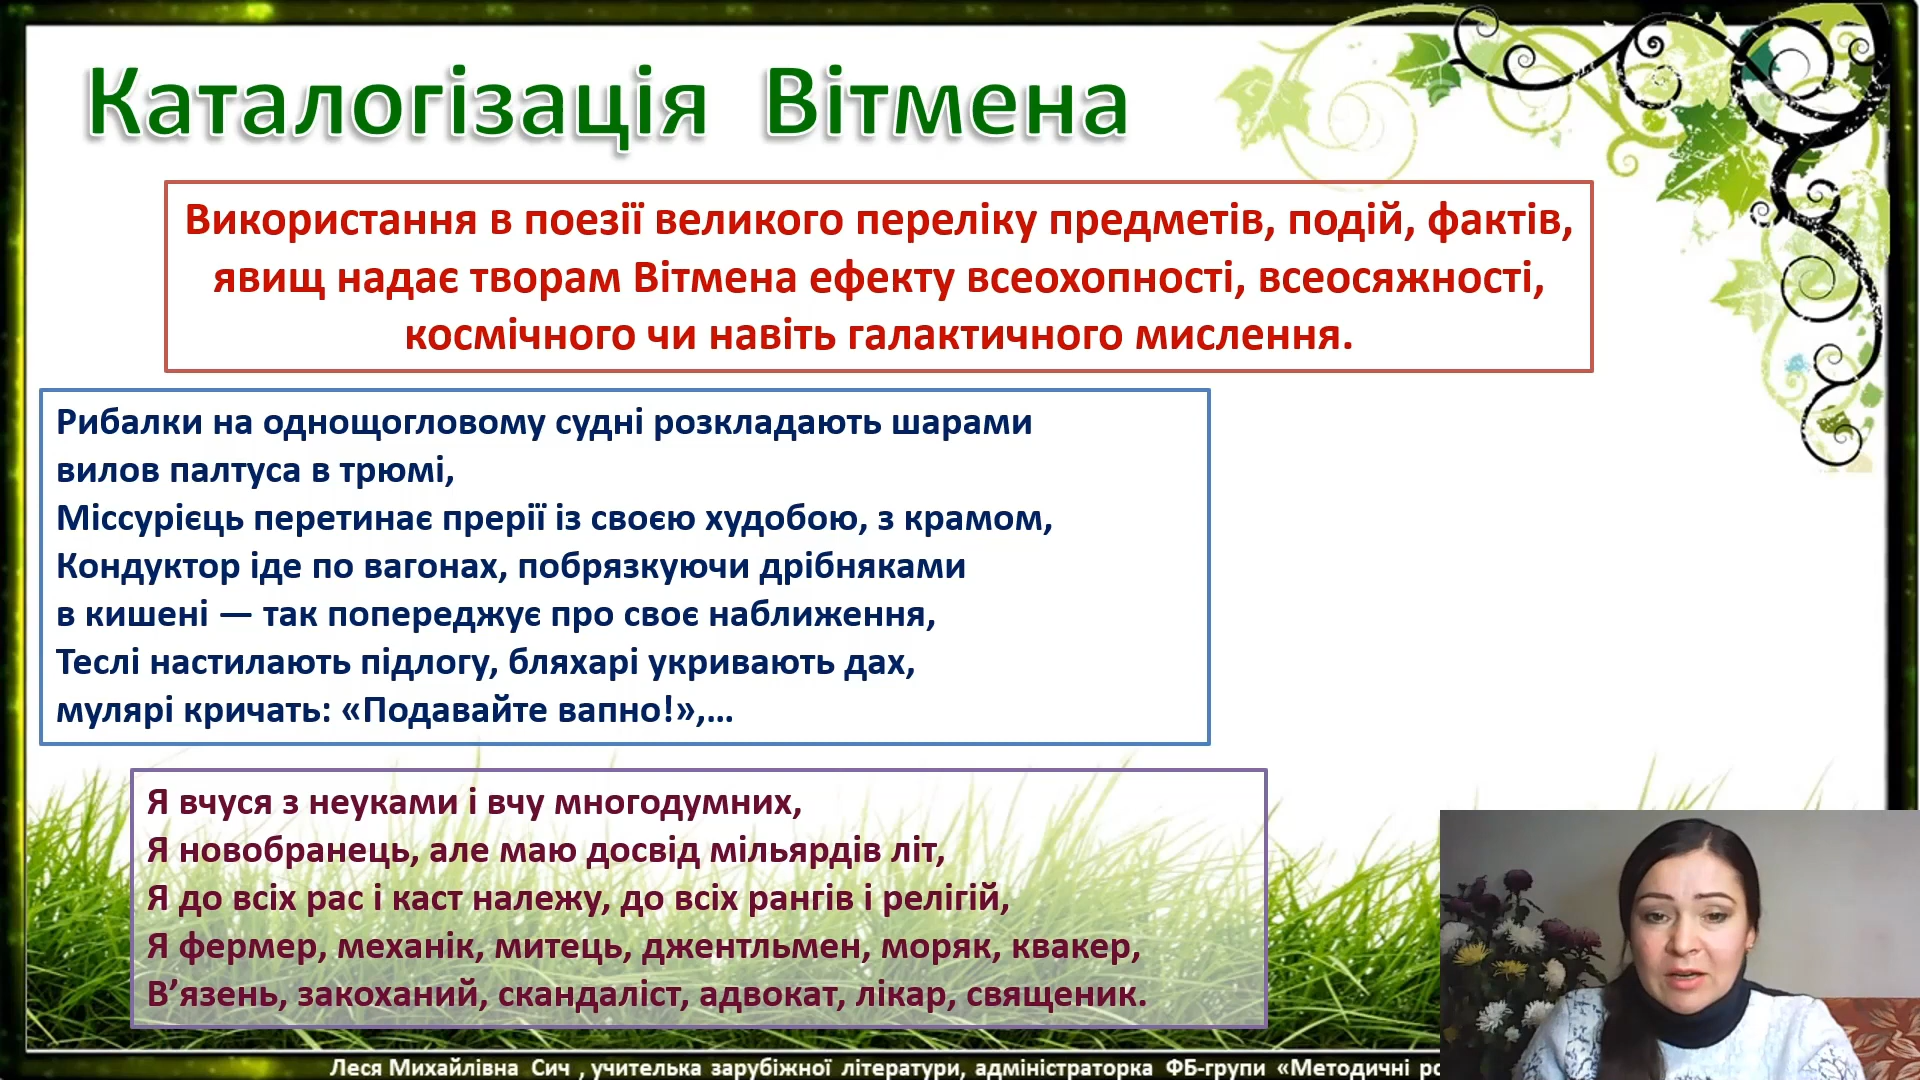 Каталогізація Вітмена
Використання в поезії великого переліку предметів, подій, фактів,
явищ надає творам Вітмена ефекту всеохопності, всеосяжності,
космічного чи навіть галактичного мислення.
Рибалки на однощогловому судні розкладають шарами
вилов палтуса в трюмі,
Міссурієць перетинає прерії із своєю худобою, з крамом,
Кондуктор іде по вагонах, побрязкуючи дрібняками
в кишені — так попереджує про своє наближення,
Теслі настилають підлогу, бляхарі укривають дах,
мулярі кричать: «Подавайте вапно!»,...
Я вчуся з неуками і вчу многодумних,
Я новобранець, але маю досвід мільярдів літ,
Я до всіх рас і каст належу, до всіх рангів і релігій,
Я фермер, механік, митець, джентльмен, моряк, квакер,
В’язень, закоханий, скандаліст, адвокат, лікар, священик.
Леся Михайлівна Сич , учителька зарубіжної літератури, адміністраторка ФБ-групи «Методичні